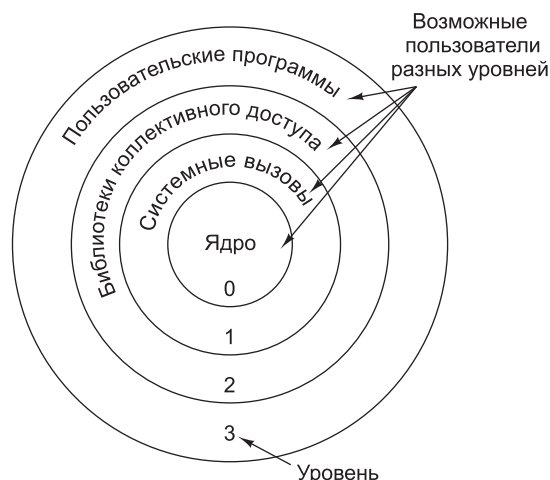 Возможные
пользователи
разных уровней
Пользовательские программы
Библиотеки коллективного доступа
Системные вызовы
Ядро
0
1
2
3
Уровень